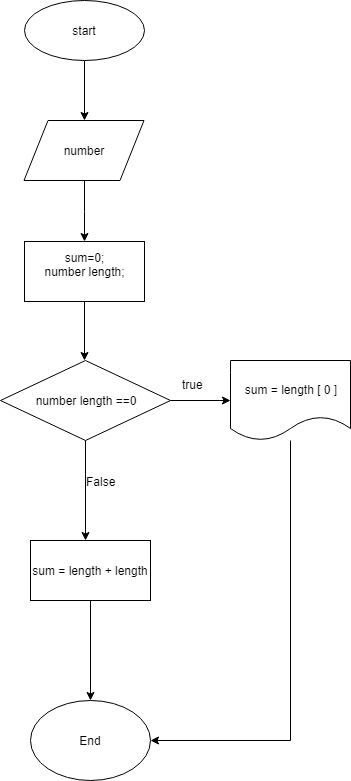 start
number
sum=0;
number length;
number length ==0
true
sum = length [ 0 ]
False
sum = length + length
End